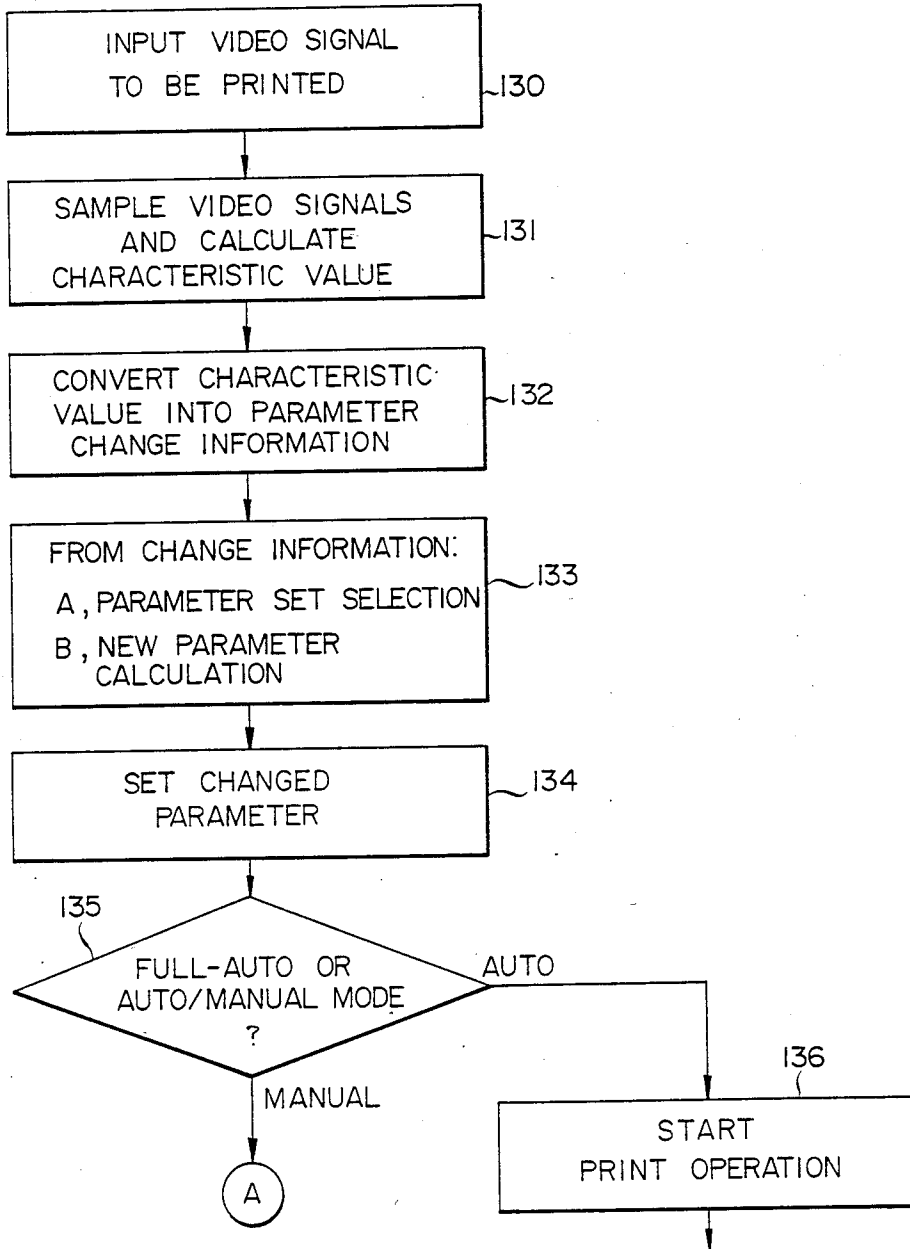 INPUT VIDEO SIGNAL
TO BE PRINTED
130
SAMPLE VIDEO SIGNALS
AND CALCULATE
CHARACTERISTIC VALUE
131
CONVERT CHARACTERISTIC
VALUE INTO PARAMETER
CHANGE INFORMATION
132
FROM CHANGE INFORMATION:
A, PARAMETER SET SELECTION
B, NEW PARAMETER
CALCULATION
133
SET CHANGED
PARAMETER
134
135
FULL-AUTO OR
AUTO/MANUAL MODE
?
AUTO
MANUAL
A
136
START
PRINT OPERATION